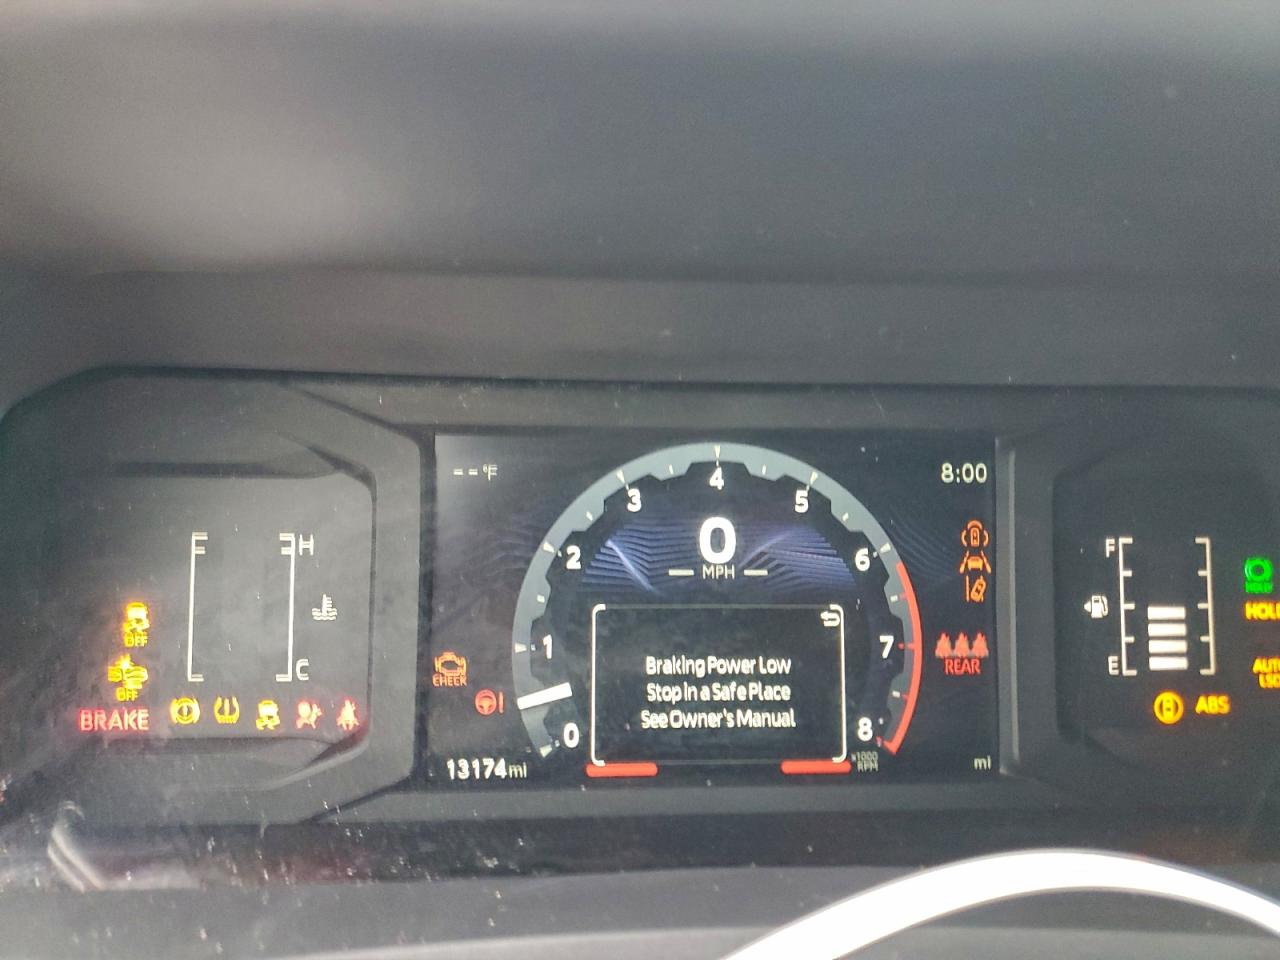 --°F
8:00
4
3
5
0
2
6
MPH
F
H
F
HOLD
OFF
1
7
Braking Power Low
CHECK
REAR
E
Stop in a Safe Place
C
OFF
BRAKE
See Owner's Manual
ABS
0
8
13174mi
x1000
RPM
mi